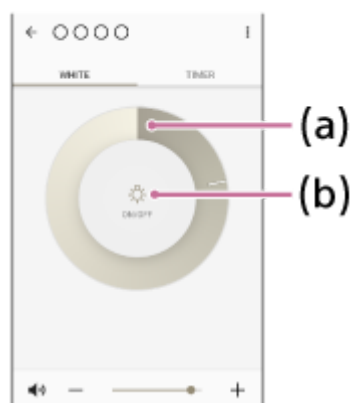 ← OOOO
WHITE TIMER
(a)
(b)
ON/OFF
− +